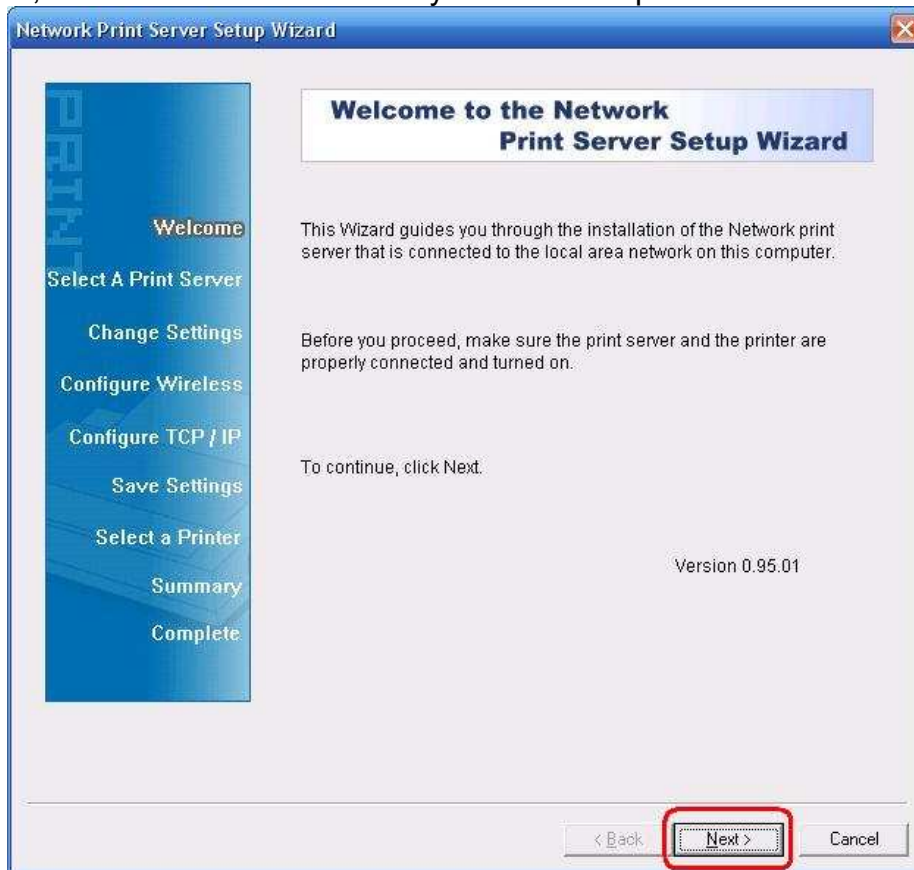 Network Print Server Setup Wizard
PRINT
Welcome to the Network
Print Server Setup Wizard
Welcome
Select A Print Server
Change Settings
Configure Wireless
Configure TCP / IP
Save Settings
Select a Printer
Summary
Complete
This Wizard guides you through the installation of the Network print
server that is connected to the local area network on this computer.
Before you proceed, make sure the print server and the printer are
properly connected and turned on.
To continue, click Next.
Version 0.95.01
< Back
Next >
Cancel